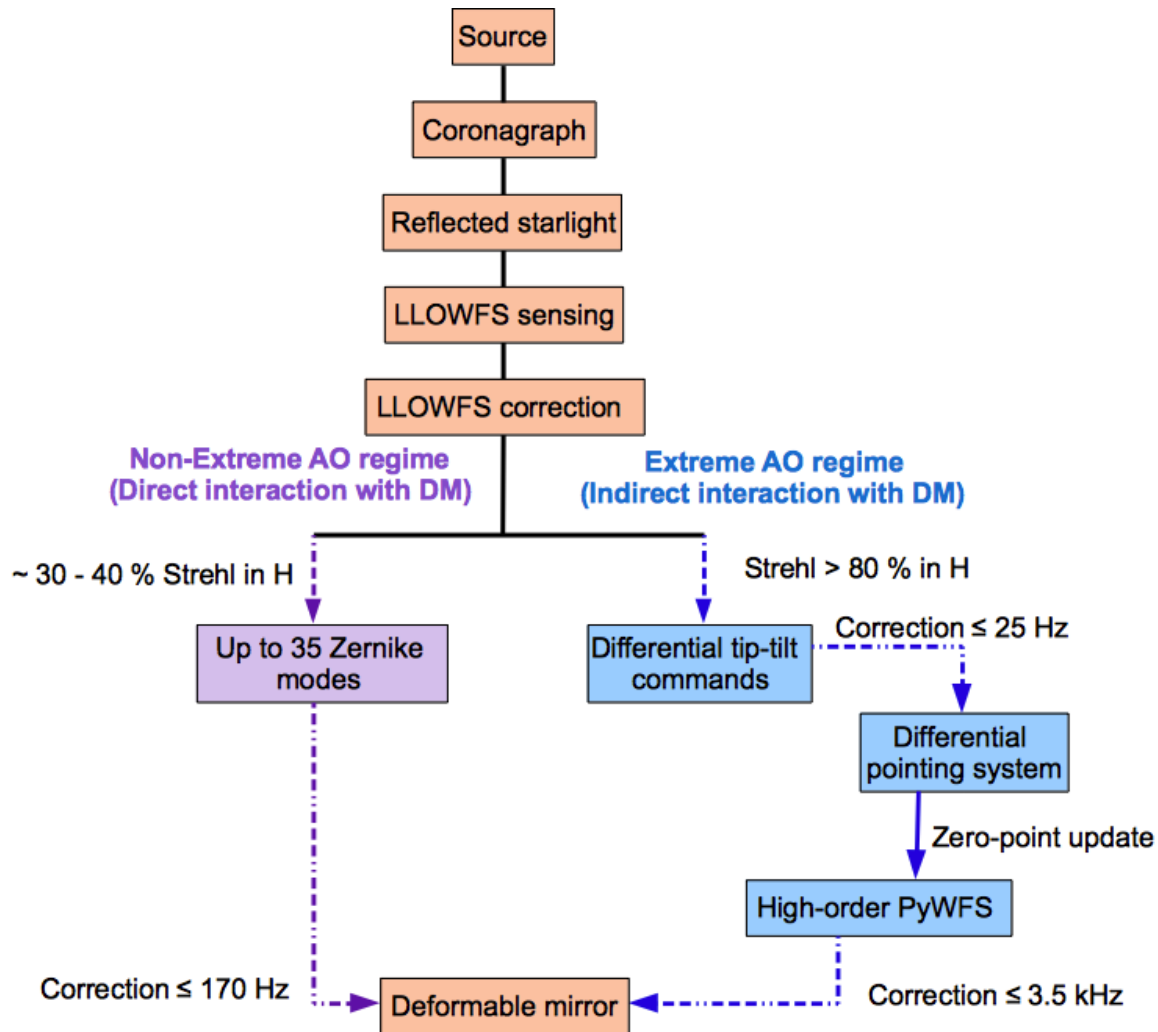 Source
Coronagraph
Reflected starlight
LLOWFS sensing
LLOWFS correction
Non-Extreme AO regime
(Direct interaction with DM)
Extreme AO regime
(Indirect interaction with DM)
~ 30 - 40 % Strehl in H
Strehl > 80 % in H
Up to 35 Zernike
modes
Differential tip-tilt
commands
Correction ≤ 25 Hz
Differential
pointing system
Zero-point update
High-order PyWFS
Correction ≤ 170 Hz
Deformable mirror
Correction ≤ 3.5 kHz